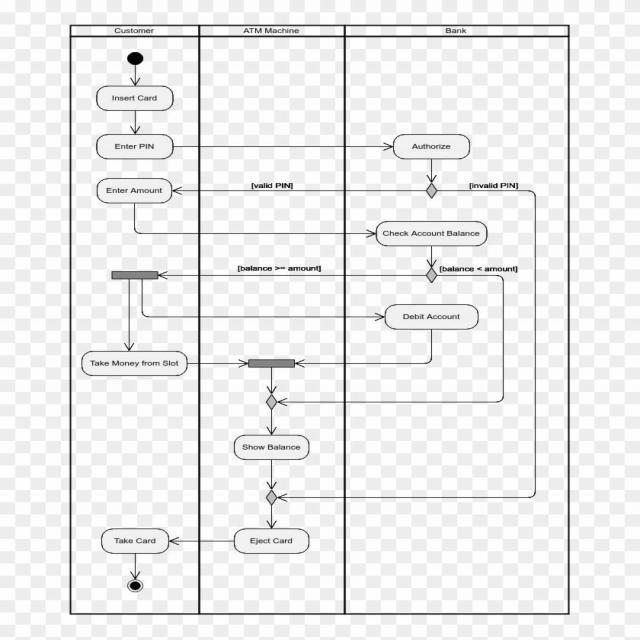 Customer
ATM Machine
Bank
Insert Card
Enter PIN
Authorize
Enter Amount
[valid PIN]
[invalid PIN]
Check Account Balance
[balance >= amount]
[balance < amount]
Debit Account
Take Money from Slot
Show Balance
Take Card
Eject Card